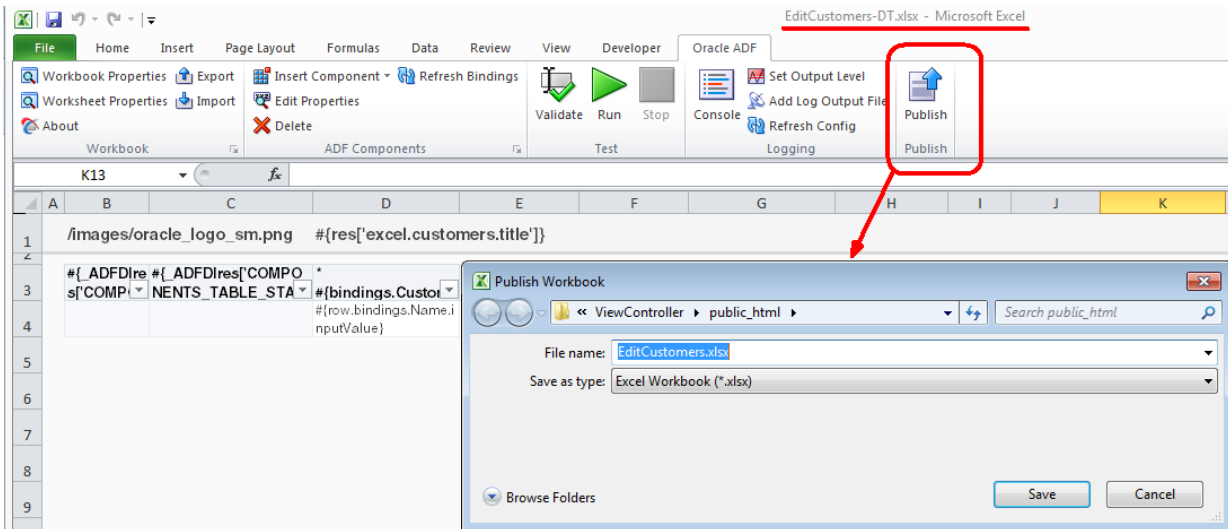 EditCustomers-DT.xlsx - Microsoft Excel
File Home Insert Page Layout Formulas Data Review View Developer Oracle ADF
Workbook Properties Export Insert Component Refresh Bindings Set Output Level
Worksheet Properties Import Edit Properties Add Log Output File
About Delete Validate Run Stop Console Refresh Config Publish
Workbook ADF Components Test Logging Publish
K13 fx
A B C D E F G H I J K
1 /images/oracle_logo_sm.png #{res['excel.customers.title']}
2
#{_ADFDIre #{_ADFDIres['COMPO *
3 s['COMP NENTS_TABLE_STA #{bindings.Custor
#{row.bindings.Name.i
4 nputValue}
5
6
7
8
9
Publish Workbook
« ViewController public_html Search public_html
File name: EditCustomers.xlsx
Save as type: Excel Workbook (*.xlsx)
Browse Folders Save Cancel